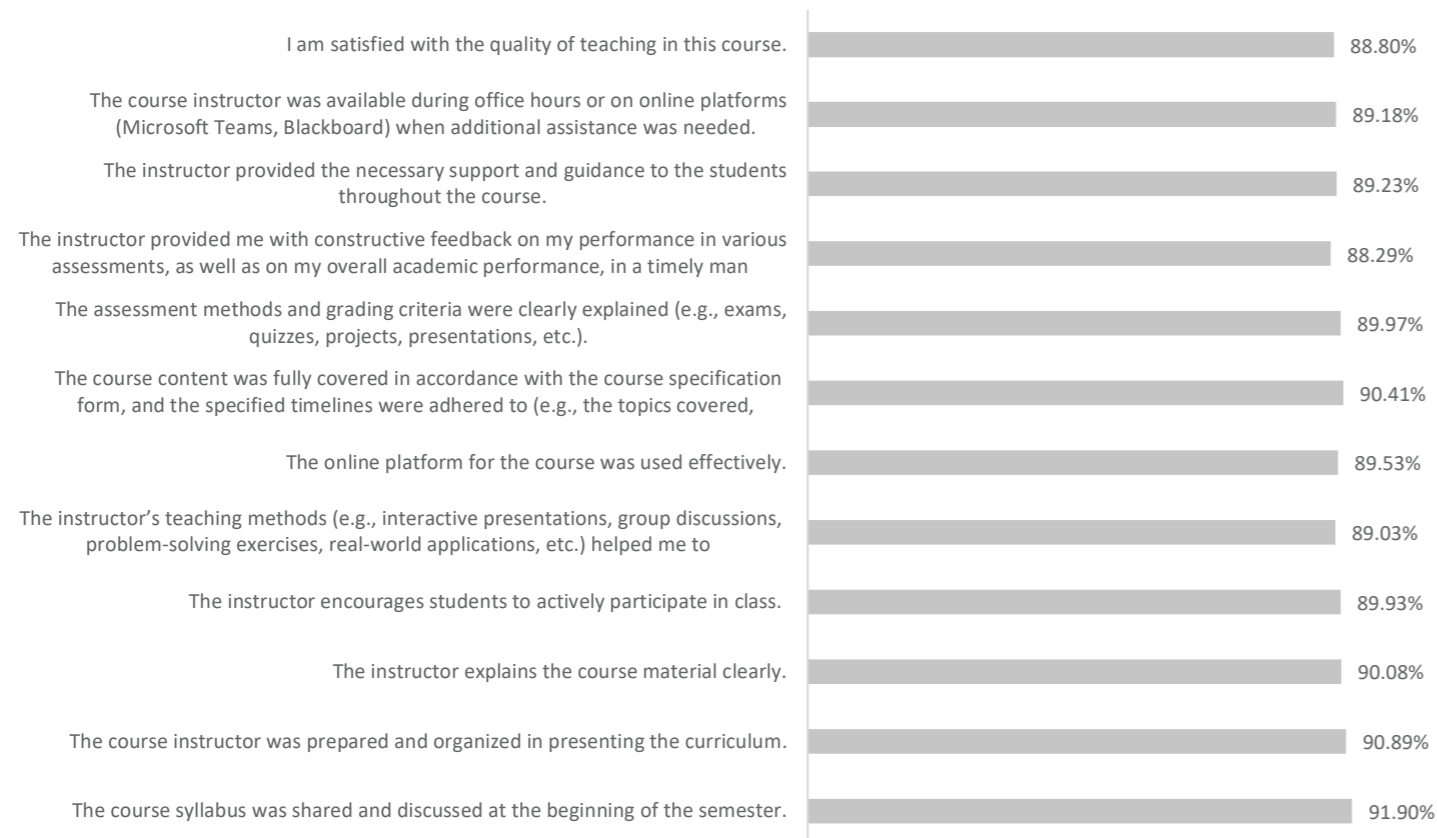 I am satisfied with the quality of teaching in this course.
88.80%
The course instructor was available during office hours or on online platforms
(Microsoft Teams, Blackboard) when additional assistance was needed.
89.18%
The instructor provided the necessary support and guidance to the students
throughout the course.
89.23%
The instructor provided me with constructive feedback on my performance in various
assessments, as well as on my overall academic performance, in a timely man
88.29%
The assessment methods and grading criteria were clearly explained (e.g., exams,
quizzes, projects, presentations, etc.).
89.97%
The course content was fully covered in accordance with the course specification
form, and the specified timelines were adhered to (e.g., the topics covered,
90.41%
The online platform for the course was used effectively.
89.53%
The instructor’s teaching methods (e.g., interactive presentations, group discussions,
problem-solving exercises, real-world applications, etc.) helped me to
89.03%
The instructor encourages students to actively participate in class.
89.93%
The instructor explains the course material clearly.
90.08%
The course instructor was prepared and organized in presenting the curriculum.
90.89%
The course syllabus was shared and discussed at the beginning of the semester.
91.90%